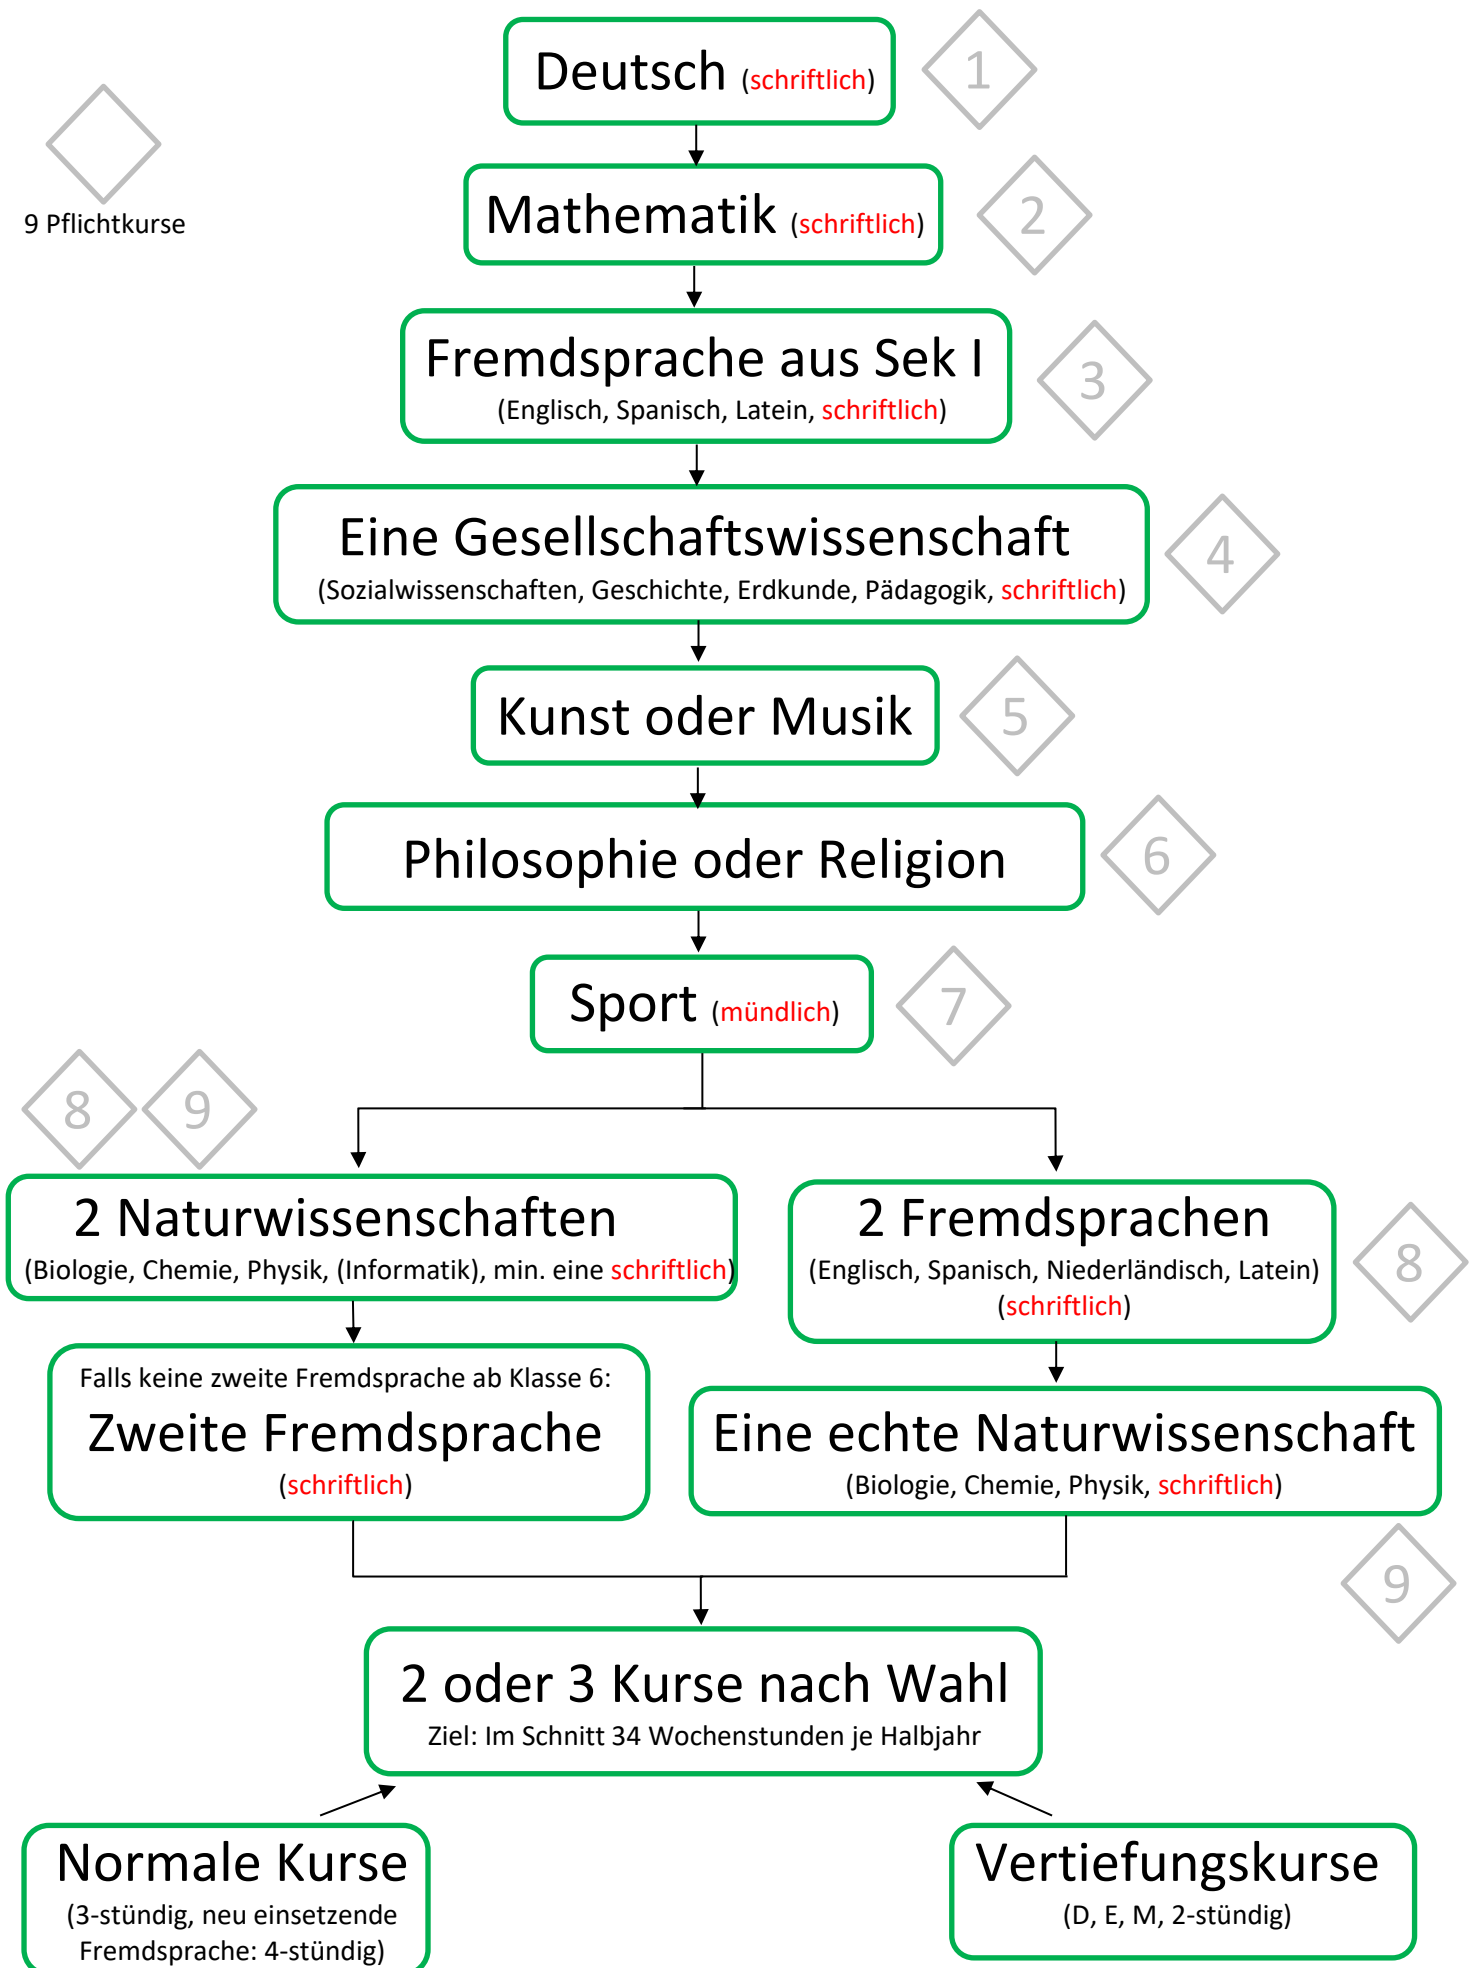 Deutsch (schriftlich)
1
9 Pflichtkurse
Mathematik (schriftlich)
2
Fremdsprache aus Sek I
(Englisch, Spanisch, Latein, schriftlich)
3
Eine Gesellschaftswissenschaft
(Sozialwissenschaften, Geschichte, Erdkunde, Pädagogik, schriftlich)
4
Kunst oder Musik
5
Philosophie oder Religion
6
Sport (mündlich)
7
8
9
2 Naturwissenschaften
(Biologie, Chemie, Physik, (Informatik), min. eine schriftlich)
2 Fremdsprachen
(Englisch, Spanisch, Niederländisch, Latein)
(schriftlich)
8
Falls keine zweite Fremdsprache ab Klasse 6:
Zweite Fremdsprache
(schriftlich)
Eine echte Naturwissenschaft
(Biologie, Chemie, Physik, schriftlich)
9
2 oder 3 Kurse nach Wahl
Ziel: Im Schnitt 34 Wochenstunden je Halbjahr
Normale Kurse
(3-stündig, neu einsetzende
Fremdsprache: 4-stündig)
Vertiefungskurse
(D, E, M, 2-stündig)